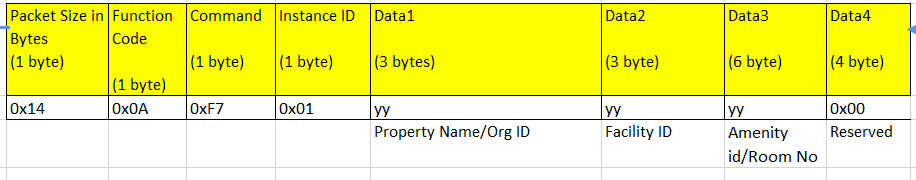 Packet Size in Function Command Instance ID Data1 Data2 Data3 Data4
Bytes Code
(1 byte) (1 byte) (1 byte) (3 bytes) (3 byte) (6 byte) (4 byte)
(1 byte)
0x14 0x0A 0xF7 0x01 yy yy yy 0x00
Property Name/Org ID Facility ID Amenity Reserved
id/Room No